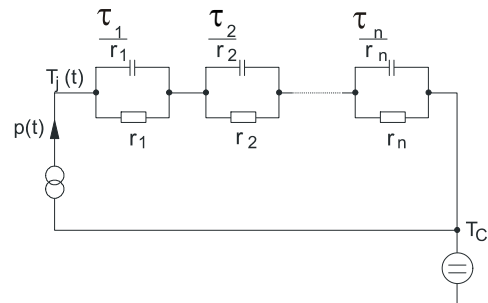 τ1 τ2 τn
r1 r2 rn
Tj (t)
p(t)
r1 r2 rn
TC